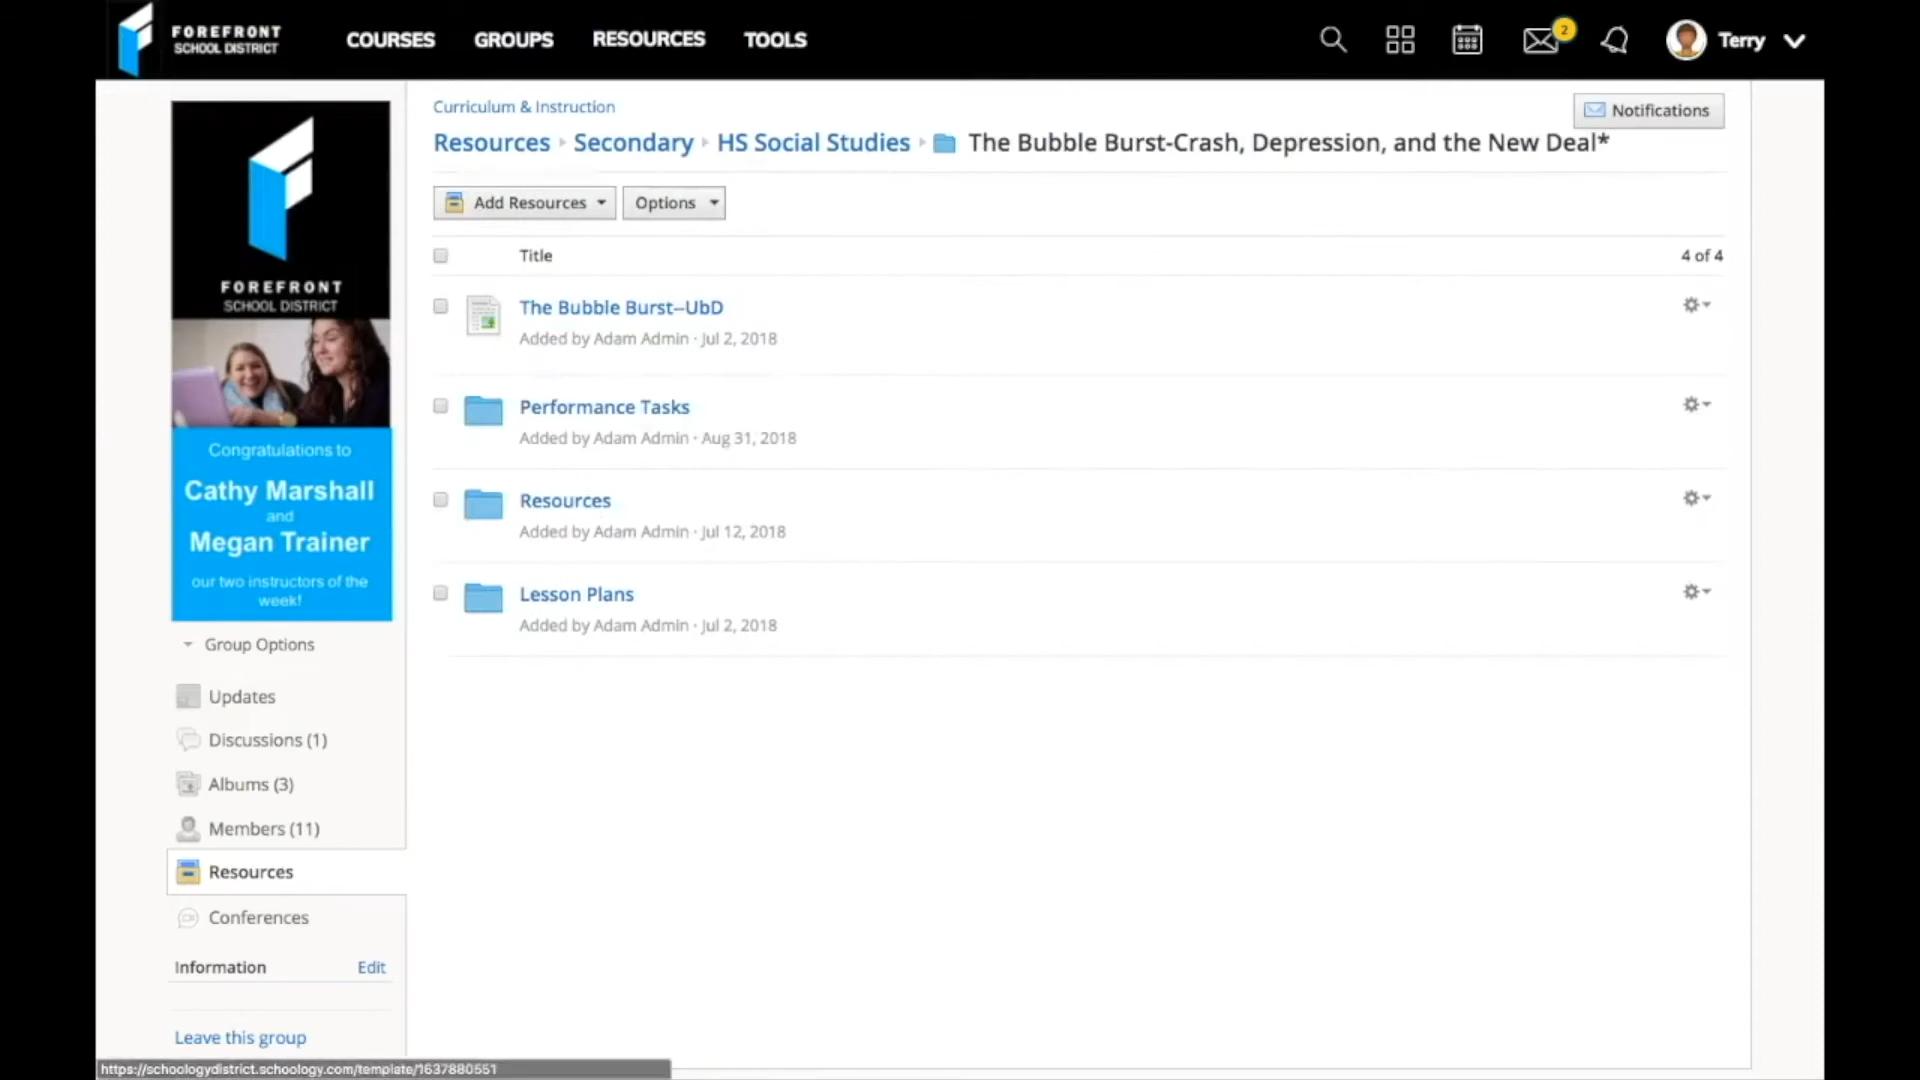 FOREFRONT
SCHOOL DISTRICT
COURSES GROUPS RESOURCES TOOLS
2
Terry
FOREFRONT
SCHOOL DISTRICT
Congratulations to
Cathy Marshall
and
Megan Trainer
our two instructors of the
week!
Group Options
Updates
Discussions (1)
Albums (3)
Members (11)
Resources
Conferences
Information Edit
Leave this group
Curriculum & Instruction
Notifications
Resources Secondary HS Social Studies The Bubble Burst-Crash, Depression, and the New Deal*
Add Resources Options
Title 4 of 4
The Bubble Burst--UbD
Added by Adam Admin · Jul 2, 2018
Performance Tasks
Added by Adam Admin · Aug 31, 2018
Resources
Added by Adam Admin · Jul 12, 2018
Lesson Plans
Added by Adam Admin · Jul 2, 2018
https://schoologydistrict.schoology.com/template/1637880551